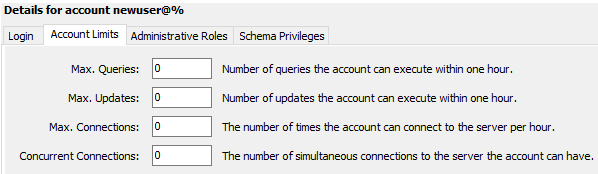 Details for account newuser@%
Login Account Limits Administrative Roles Schema Privileges
Max. Queries: 0 Number of queries the account can execute within one hour.
Max. Updates: 0 Number of updates the account can execute within one hour.
Max. Connections: 0 The number of times the account can connect to the server per hour.
Concurrent Connections: 0 The number of simultaneous connections to the server the account can have.